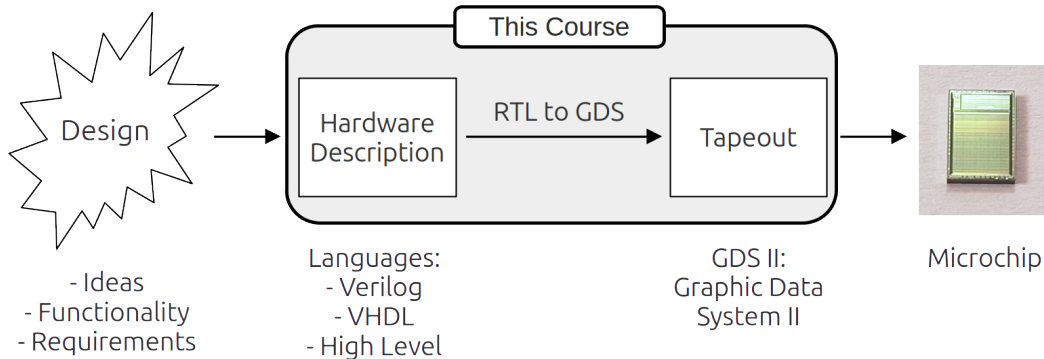 This Course
Design
Hardware
Description
RTL to GDS
Tapeout
- Ideas
- Functionality
- Requirements
Languages:
- Verilog
- VHDL
- High Level
GDS II:
Graphic Data
System II
Microchip